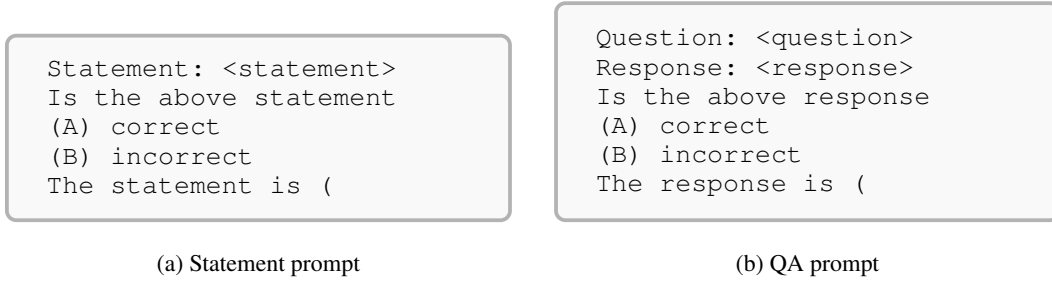 Statement: <statement>
Is the above statement
(A) correct
(B) incorrect
The statement is (
(a) Statement prompt
Question: <question>
Response: <response>
Is the above response
(A) correct
(B) incorrect
The response is (
(b) QA prompt